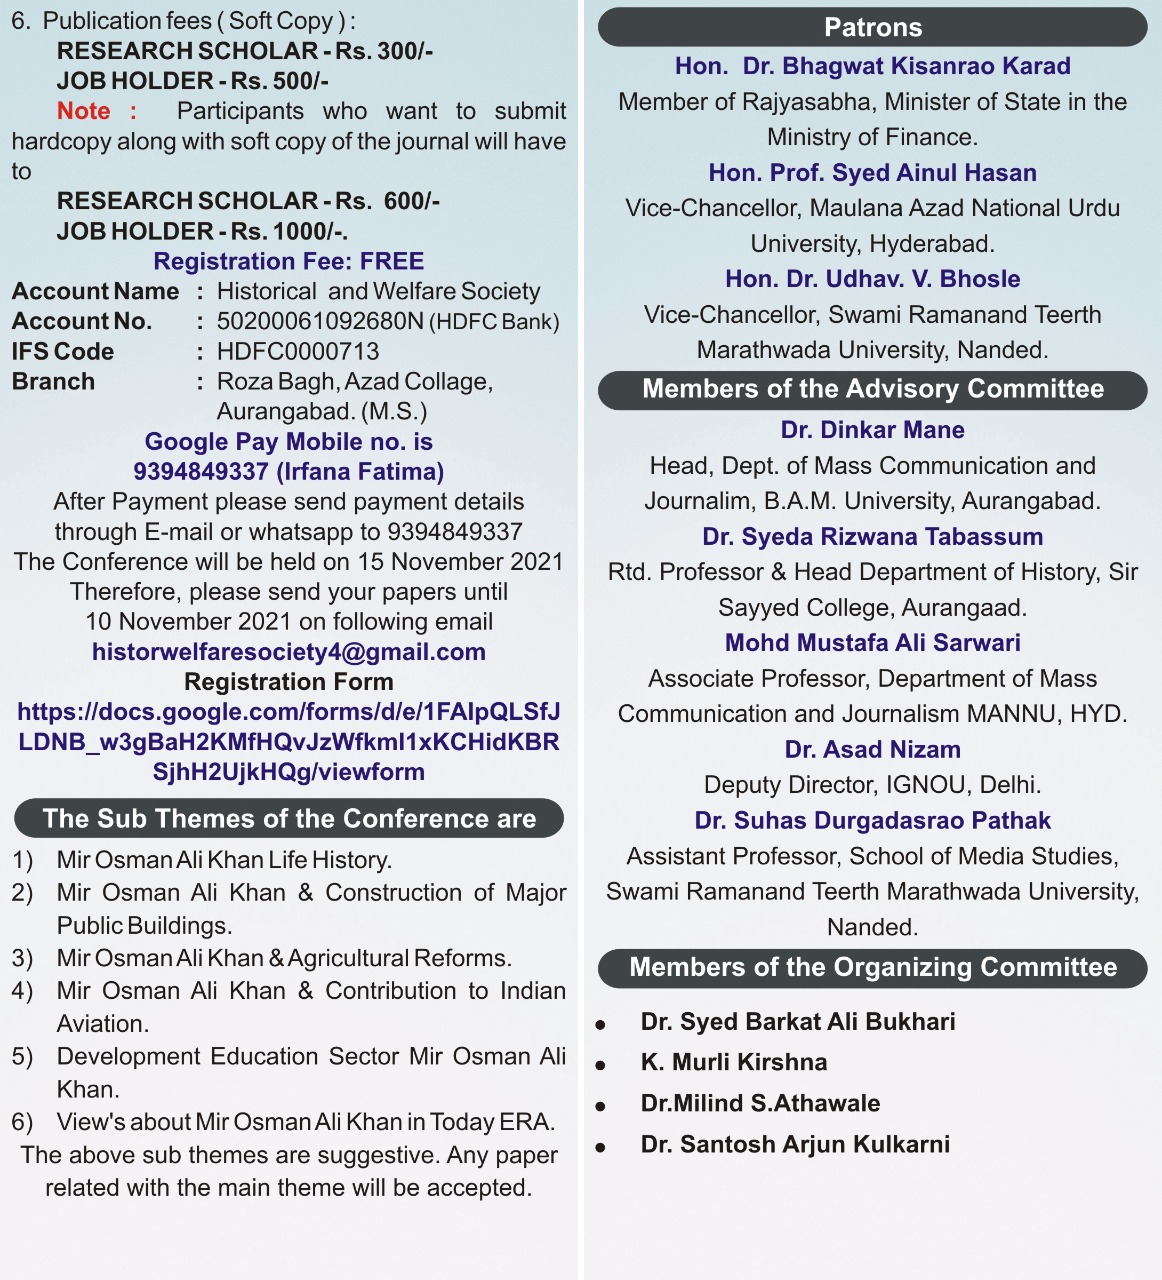 6. Publication fees ( Soft Copy ) :
RESEARCH SCHOLAR - Rs. 300/-
JOB HOLDER - Rs. 500/-
Note : Participants who want to submit
hardcopy along with soft copy of the journal will have
to
RESEARCH SCHOLAR - Rs. 600/-
JOB HOLDER - Rs. 1000/-.
Registration Fee: FREE
Account Name : Historical and Welfare Society
Account No. : 50200061092680N (HDFC Bank)
IFS Code : HDFC0000713
Branch : Roza Bagh, Azad Collage,
Aurangabad. (M.S.)
Google Pay Mobile no. is
9394849337 (Irfana Fatima)
After Payment please send payment details
through E-mail or whatsapp to 9394849337
The Conference will be held on 15 November 2021
Therefore, please send your papers until
10 November 2021 on following email
historwelfaresociety4@gmail.com
Registration Form
https://docs.google.com/forms/d/e/1FAIpQLSfJ
LDNB_w3gBaH2KMfHQvJzWfkmI1xKCHidKBR
SjhH2UjkHQg/viewform
The Sub Themes of the Conference are
1) Mir Osman Ali Khan Life History.
2) Mir Osman Ali Khan & Construction of Major
Public Buildings.
3) Mir Osman Ali Khan & Agricultural Reforms.
4) Mir Osman Ali Khan & Contribution to Indian
Aviation.
5) Development Education Sector Mir Osman Ali
Khan.
6) View's about Mir Osman Ali Khan in Today ERA.
The above sub themes are suggestive. Any paper
related with the main theme will be accepted.
Patrons
Hon. Dr. Bhagwat Kisanrao Karad
Member of Rajyasabha, Minister of State in the
Ministry of Finance.
Hon. Prof. Syed Ainul Hasan
Vice-Chancellor, Maulana Azad National Urdu
University, Hyderabad.
Hon. Dr. Udhav. V. Bhosle
Vice-Chancellor, Swami Ramanand Teerth
Marathwada University, Nanded.
Members of the Advisory Committee
Dr. Dinkar Mane
Head, Dept. of Mass Communication and
Journalim, B.A.M. University, Aurangabad.
Dr. Syeda Rizwana Tabassum
Rtd. Professor & Head Department of History, Sir
Sayyed College, Aurangaad.
Mohd Mustafa Ali Sarwari
Associate Professor, Department of Mass
Communication and Journalism MANNU, HYD.
Dr. Asad Nizam
Deputy Director, IGNOU, Delhi.
Dr. Suhas Durgadasrao Pathak
Assistant Professor, School of Media Studies,
Swami Ramanand Teerth Marathwada University,
Nanded.
Members of the Organizing Committee
• Dr. Syed Barkat Ali Bukhari
• K. Murli Kirshna
• Dr.Milind S.Athawale
• Dr. Santosh Arjun Kulkarni